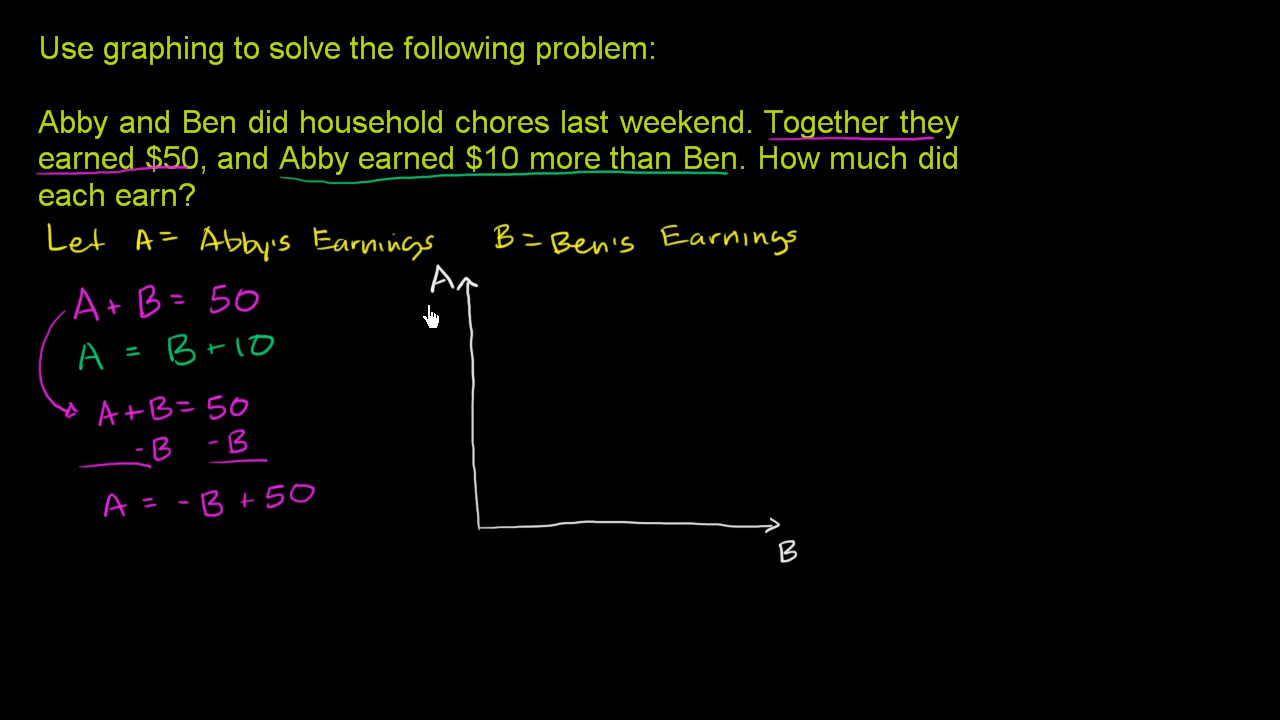 Use graphing to solve the following problem:
Abby and Ben did household chores last weekend. Together they
earned $50, and Abby earned $10 more than Ben. How much did
each earn?
Let A = Abby's Earnings B = Ben's Earnings
A + B = 50
A = B + 10
A + B = 50
- B - B
A = - B + 50
A
B